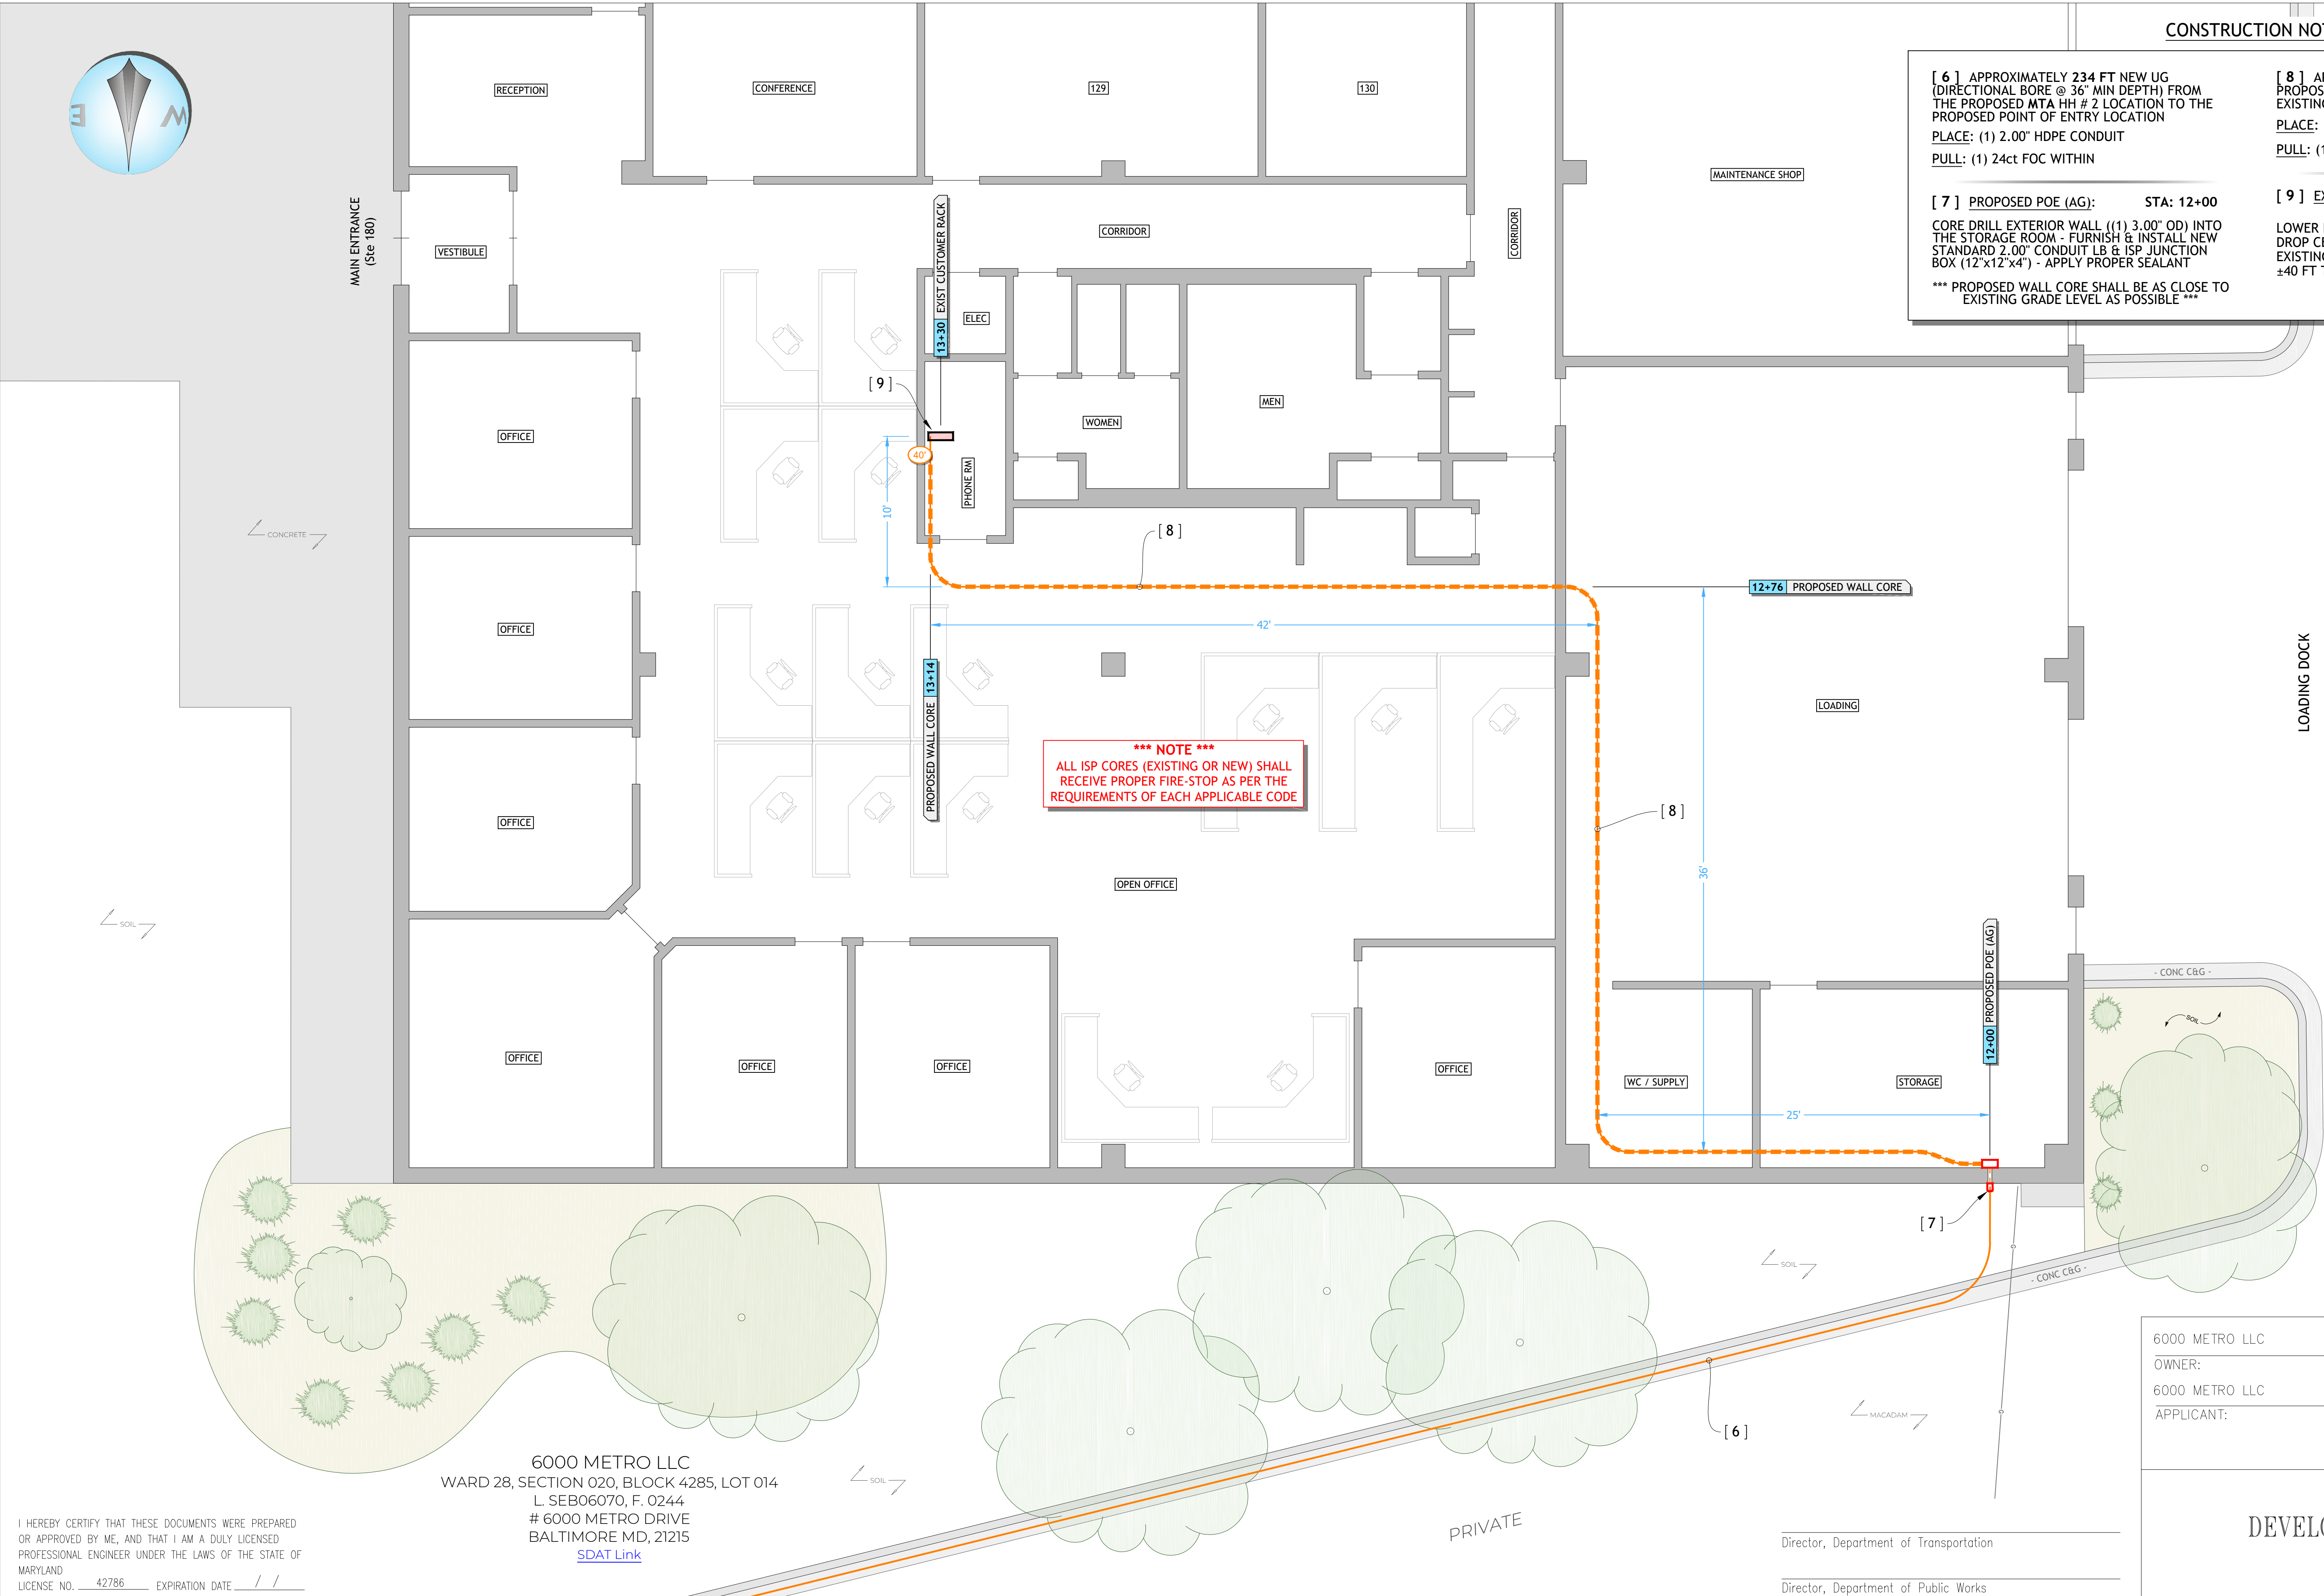 CONSTRUCTION NOT
[ 6 ] APPROXIMATELY 234 FT NEW UG
(DIRECTIONAL BORE @ 36" MIN DEPTH) FROM
THE PROPOSED MTA HH # 2 LOCATION TO THE
PROPOSED POINT OF ENTRY LOCATION
PLACE: (1) 2.00" HDPE CONDUIT
PULL: (1) 24ct FOC WITHIN
[ 7 ] PROPOSED POE (AG): STA: 12+00
CORE DRILL EXTERIOR WALL ((1) 3.00" OD) INTO
THE STORAGE ROOM - FURNISH & INSTALL NEW
STANDARD 2.00" CONDUIT LB & ISP JUNCTION
BOX (12"x12"x4") - APPLY PROPER SEALANT
*** PROPOSED WALL CORE SHALL BE AS CLOSE TO
EXISTING GRADE LEVEL AS POSSIBLE ***
[ 8 ] A
PROPOS
EXISTING
PLACE:
PULL: (1
[ 9 ] EX
LOWER
DROP CE
EXISTING
±40 FT T
E
W
RECEPTION
CONFERENCE
129
130
MAINTENANCE SHOP
MAIN ENTRANCE
(Ste 180)
VESTIBULE
CORRIDOR
CORRIDOR
13+30 EXIST CUSTOMER RACK
ELEC
[ 9 ]
MEN
WOMEN
OFFICE
40'
PHONE RM
10'
CONCRETE
[ 8 ]
12+76 PROPOSED WALL CORE
42'
OFFICE
PROPOSED WALL CORE 13+14
LOADING
LOADING DOCK
*** NOTE ***
ALL ISP CORES (EXISTING OR NEW) SHALL
RECEIVE PROPER FIRE-STOP AS PER THE
REQUIREMENTS OF EACH APPLICABLE CODE
[ 8 ]
OFFICE
36'
OPEN OFFICE
SOIL
12+00 PROPOSED POE (AG)
- CONC C&G -
SOIL
OFFICE
OFFICE
OFFICE
OFFICE
WC / SUPPLY
STORAGE
25'
[ 7 ]
SOIL
- CONC C&G -
MACADAM
[ 6 ]
6000 METRO LLC
OWNER:
6000 METRO LLC
APPLICANT:
6000 METRO LLC
WARD 28, SECTION 020, BLOCK 4285, LOT 014
L. SEB06070, F. 0244
# 6000 METRO DRIVE
BALTIMORE MD, 21215
SDAT Link
SOIL
PRIVATE
I HEREBY CERTIFY THAT THESE DOCUMENTS WERE PREPARED
OR APPROVED BY ME, AND THAT I AM A DULY LICENSED
PROFESSIONAL ENGINEER UNDER THE LAWS OF THE STATE OF
MARYLAND
LICENSE NO. 42786 EXPIRATION DATE / /
Director, Department of Transportation
Director, Department of Public Works
DEVELO